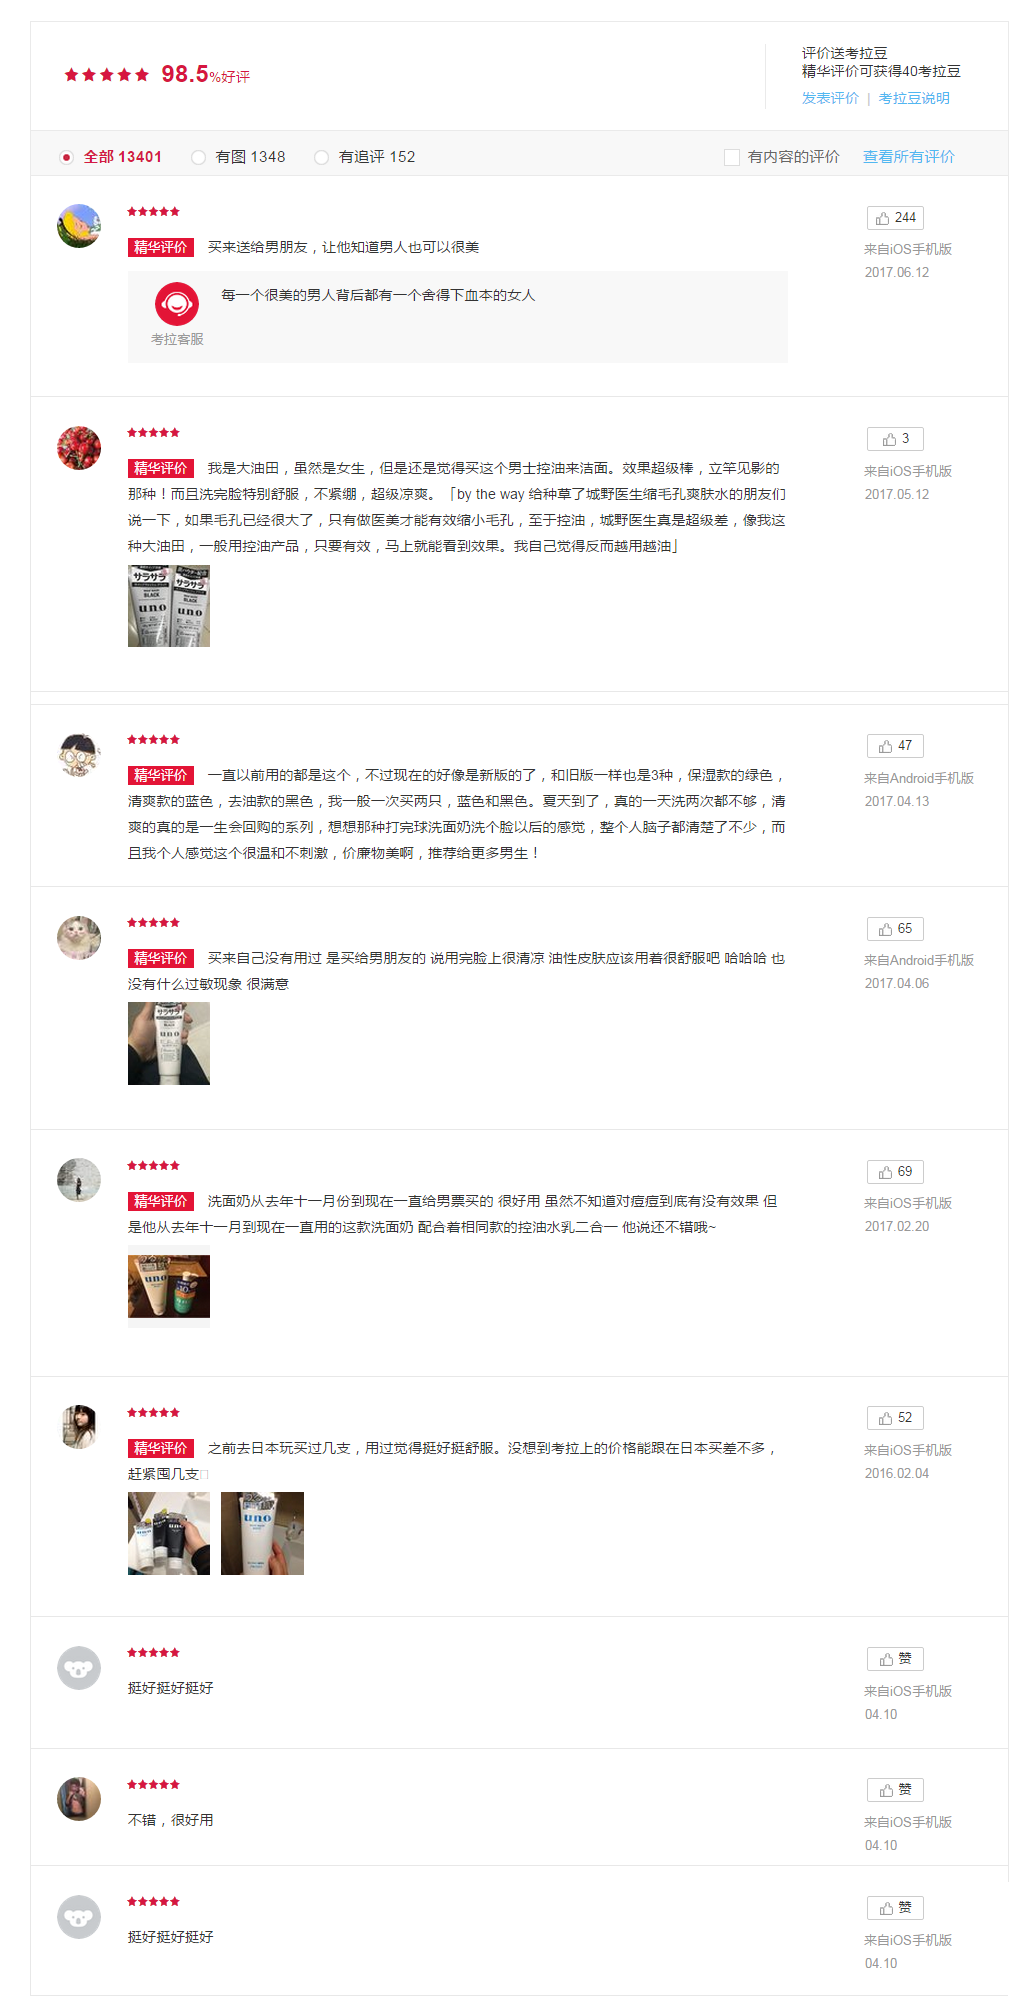 98.5%好评
评价送考拉豆
精华评价可获得40考拉豆
发表评价 | 考拉豆说明
全部 13401 有图 1348 有追评 152 有内容的评价 查看所有评价
244
精华评价 买来送给男朋友，让他知道男人也可以很美
来自iOS手机版
2017.06.12
每一个很美的男人背后都有一个舍得下血本的女人
考拉客服
3
精华评价 我是大油田，虽然是女生，但是还是觉得买这个男士控油来洁面。效果超级棒，立竿见影的
来自iOS手机版
那种！而且洗完脸特别舒服，不紧绷，超级凉爽。「by the way 给种草了城野医生缩毛孔爽肤水的朋友们
2017.05.12
说一下，如果毛孔已经很大了，只有做医美才能有效缩小毛孔，至于控油，城野医生真是超级差，像我这
种大油田，一般用控油产品，只要有效，马上就能看到效果。我自己觉得反而越用越油」
サラサラ
BLACK
uno
サラサラ
BLACK
uno
47
精华评价 一直以前用的都是这个，不过现在的好像是新版的了，和旧版一样也是3种，保湿款的绿色，
来自Android手机版
清爽款的蓝色，去油款的黑色，我一般一次买两只，蓝色和黑色。夏天到了，真的一天洗两次都不够，清
2017.04.13
爽的真的是一生会回购的系列，想想那种打完球洗面奶洗个脸以后的感觉，整个人脑子都清楚了不少，而
且我个人感觉这个很温和不刺激，价廉物美啊，推荐给更多男生！
65
精华评价 买来自己没有用过 是买给男朋友的 说用完脸上很清凉 油性皮肤应该用着很舒服吧 哈哈哈 也
来自Android手机版
没有什么过敏现象 很满意
2017.04.06
サラサラ
BLACK
uno
69
精华评价 洗面奶从去年十一月份到现在一直给男票买的 很好用 虽然不知道对痘痘到底有没有效果 但
来自iOS手机版
是他从去年十一月到现在一直用的这款洗面奶 配合着相同款的控油水乳二合一 他说还不错哦~
2017.02.20
uno
52
精华评价 之前去日本玩买过几支，用过觉得挺好挺舒服。没想到考拉上的价格能跟在日本买差不多，
来自iOS手机版
赶紧囤几支
2016.02.04
uno
uno
uno
赞
挺好挺好挺好
来自iOS手机版
04.10
赞
不错，很好用
来自iOS手机版
04.10
赞
挺好挺好挺好
来自iOS手机版
04.10